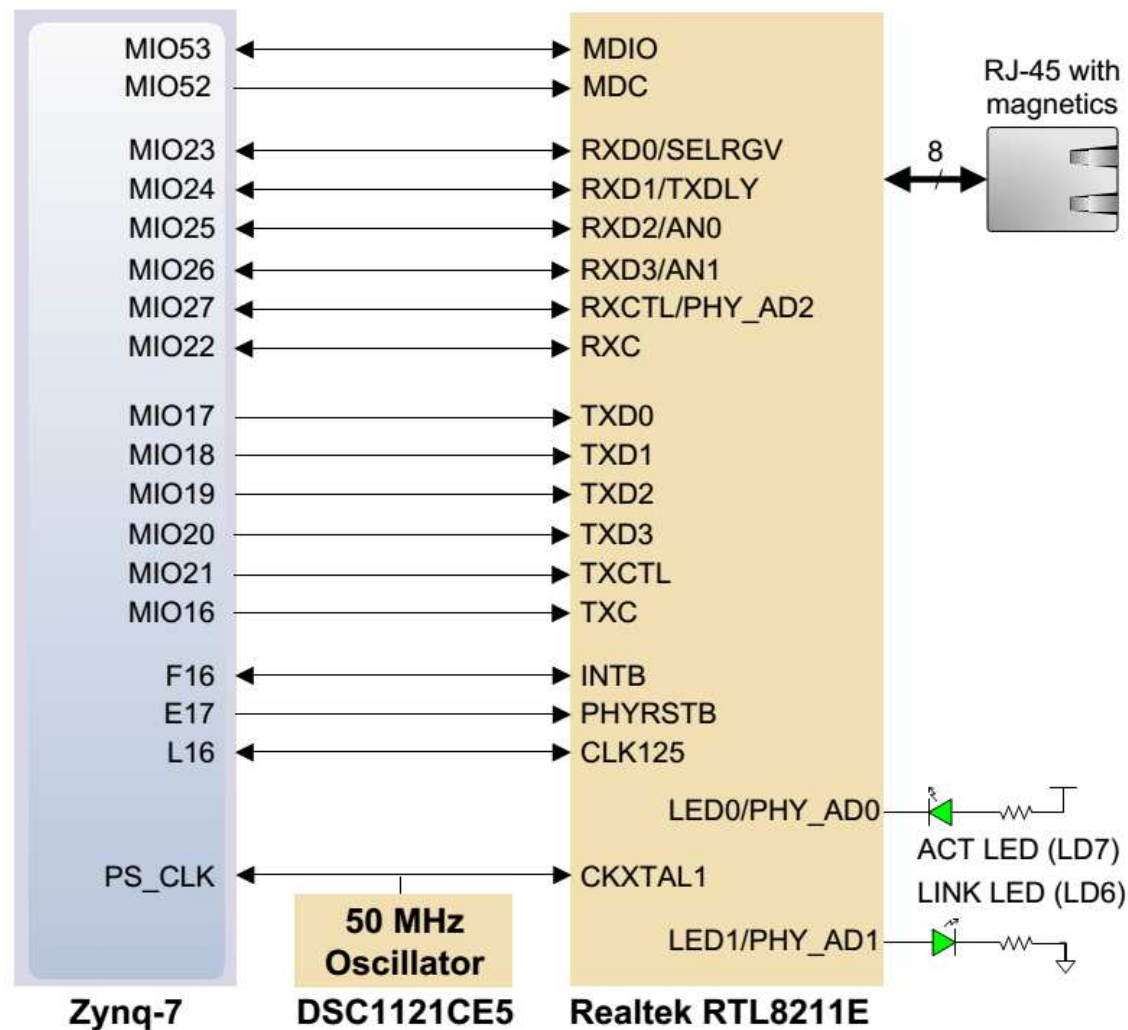 MIO53 MDIO
MIO52 MDC
RJ-45 with
magnetics
MIO23 RXD0/SELRGV
8
MIO24 RXD1/TXDLY
MIO25 RXD2/AN0
MIO26 RXD3/AN1
MIO27 RXCTL/PHY_AD2
MIO22 RXC
MIO17 TXD0
MIO18 TXD1
MIO19 TXD2
MIO20 TXD3
MIO21 TXCTL
MIO16 TXC
F16 INTB
E17 PHYRSTB
L16 CLK125
LED0/PHY_AD0
ACT LED (LD7)
PS_CLK CKXTAL1
LINK LED (LD6)
50 MHz
Oscillator
LED1/PHY_AD1
Zynq-7 DSC1121CE5 Realtek RTL8211E